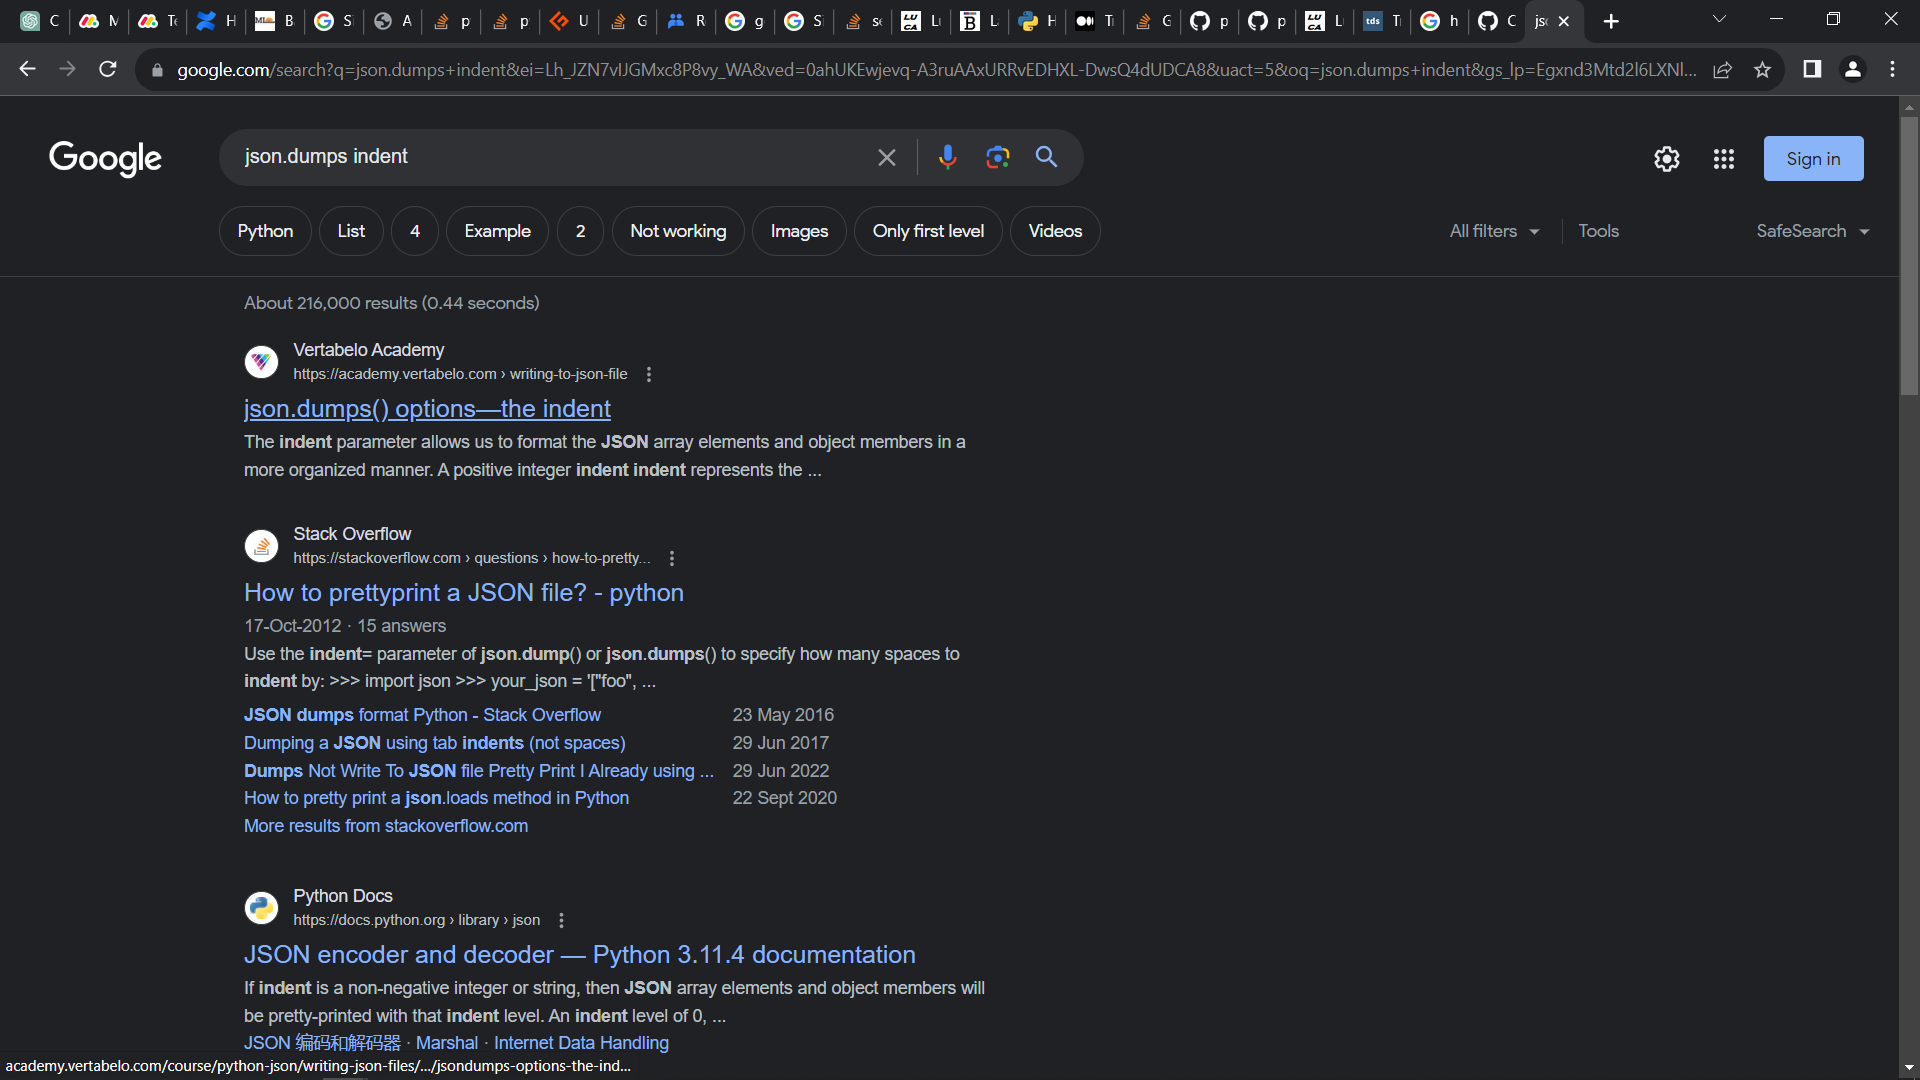 C M Te H B S A p p U G R g S se Lu La H Tr G p p Lu Tr h C jsc
google.com/search?q=json.dumps+indent&ei=Lh_JZN7vIJGMxc8P8vy_WA&ved=0ahUKEwjevq-A3ruAAxURRvEDHXL-DwsQ4dUDCA8&uact=5&oq=json.dumps+indent&gs_lp=Egxnd3Mtd2l6LXNl...
Google
json.dumps indent
Sign in
Python List 4 Example 2 Not working Images Only first level Videos All filters Tools SafeSearch
About 216,000 results (0.44 seconds)
Vertabelo Academy
https://academy.vertabelo.com › writing-to-json-file
json.dumps() options—the indent
The indent parameter allows us to format the JSON array elements and object members in a
more organized manner. A positive integer indent indent represents the ...
Stack Overflow
https://stackoverflow.com › questions › how-to-pretty...
How to prettyprint a JSON file? - python
17-Oct-2012 · 15 answers
Use the indent= parameter of json.dump() or json.dumps() to specify how many spaces to
indent by: >>> import json >>> your_json = '["foo", ...
JSON dumps format Python - Stack Overflow 23 May 2016
Dumping a JSON using tab indents (not spaces) 29 Jun 2017
Dumps Not Write To JSON file Pretty Print I Already using ... 29 Jun 2022
How to pretty print a json.loads method in Python 22 Sept 2020
More results from stackoverflow.com
Python Docs
https://docs.python.org › library › json
JSON encoder and decoder — Python 3.11.4 documentation
If indent is a non-negative integer or string, then JSON array elements and object members will
be pretty-printed with that indent level. An indent level of 0, ...
JSON 编码和解码器 · Marshal · Internet Data Handling
academy.vertabelo.com/course/python-json/writing-json-files/.../jsondumps-options-the-ind...